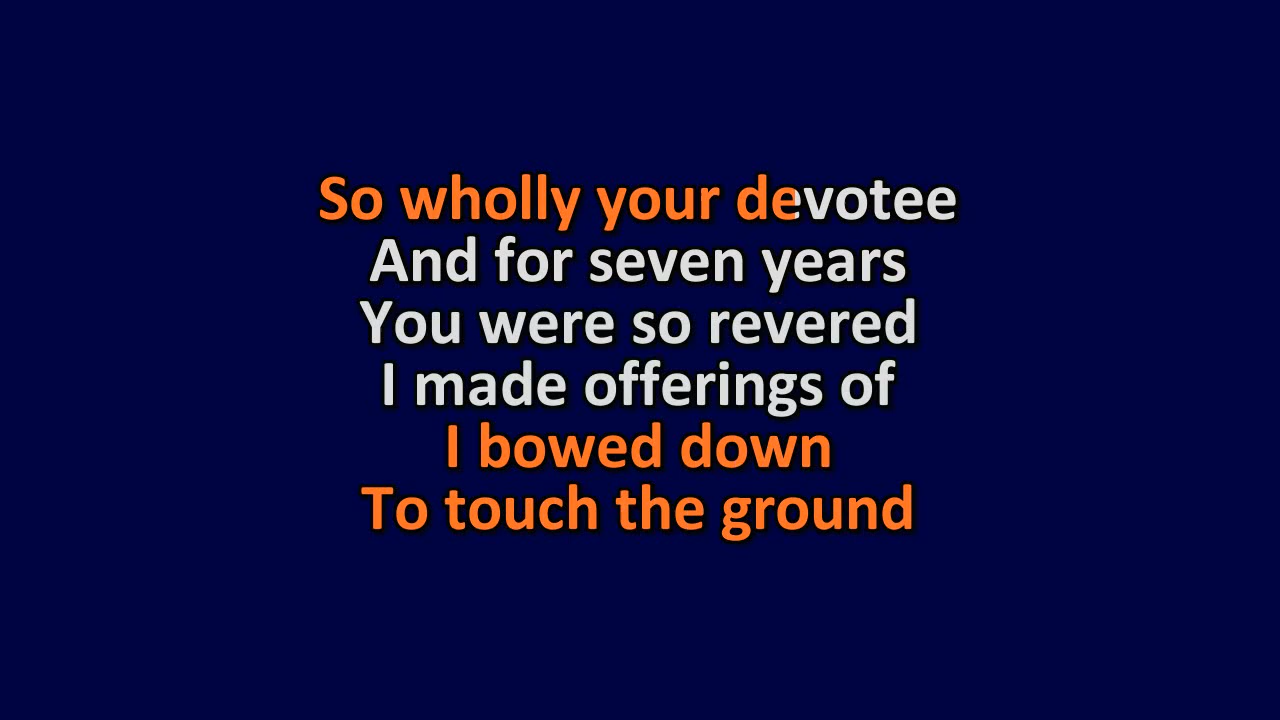 So wholly your devotee
And for seven years
You were so revered
I made offerings of
I bowed down
To touch the ground